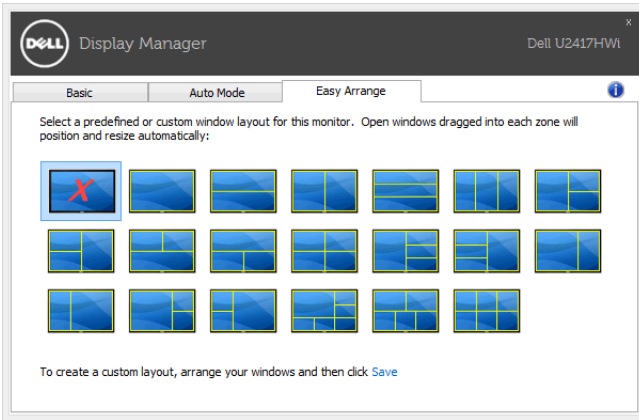 x
DELL Display Manager Dell U2417HWi
Basic Auto Mode Easy Arrange i
Select a predefined or custom window layout for this monitor. Open windows dragged into each zone will
position and resize automatically:
X
To create a custom layout, arrange your windows and then click Save